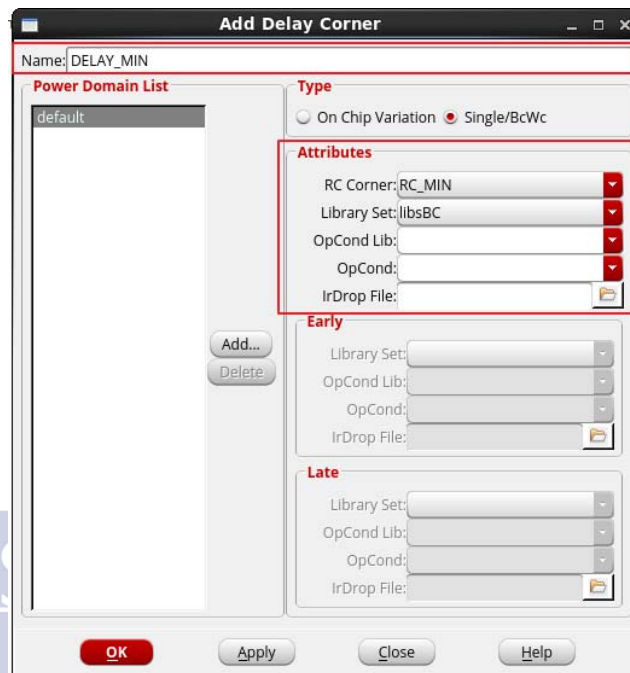 Add Delay Corner
Name: DELAY_MIN
Power Domain List
default
Add...
Delete
Type
On Chip Variation
Single/BcWc
Attributes
RC Corner: RC_MIN
Library Set: libsBC
OpCond Lib:
OpCond:
IrDrop File:
Early
Library Set:
OpCond Lib:
OpCond:
IrDrop File:
Late
Library Set:
OpCond Lib:
OpCond:
IrDrop File:
OK
Apply
Close
Help